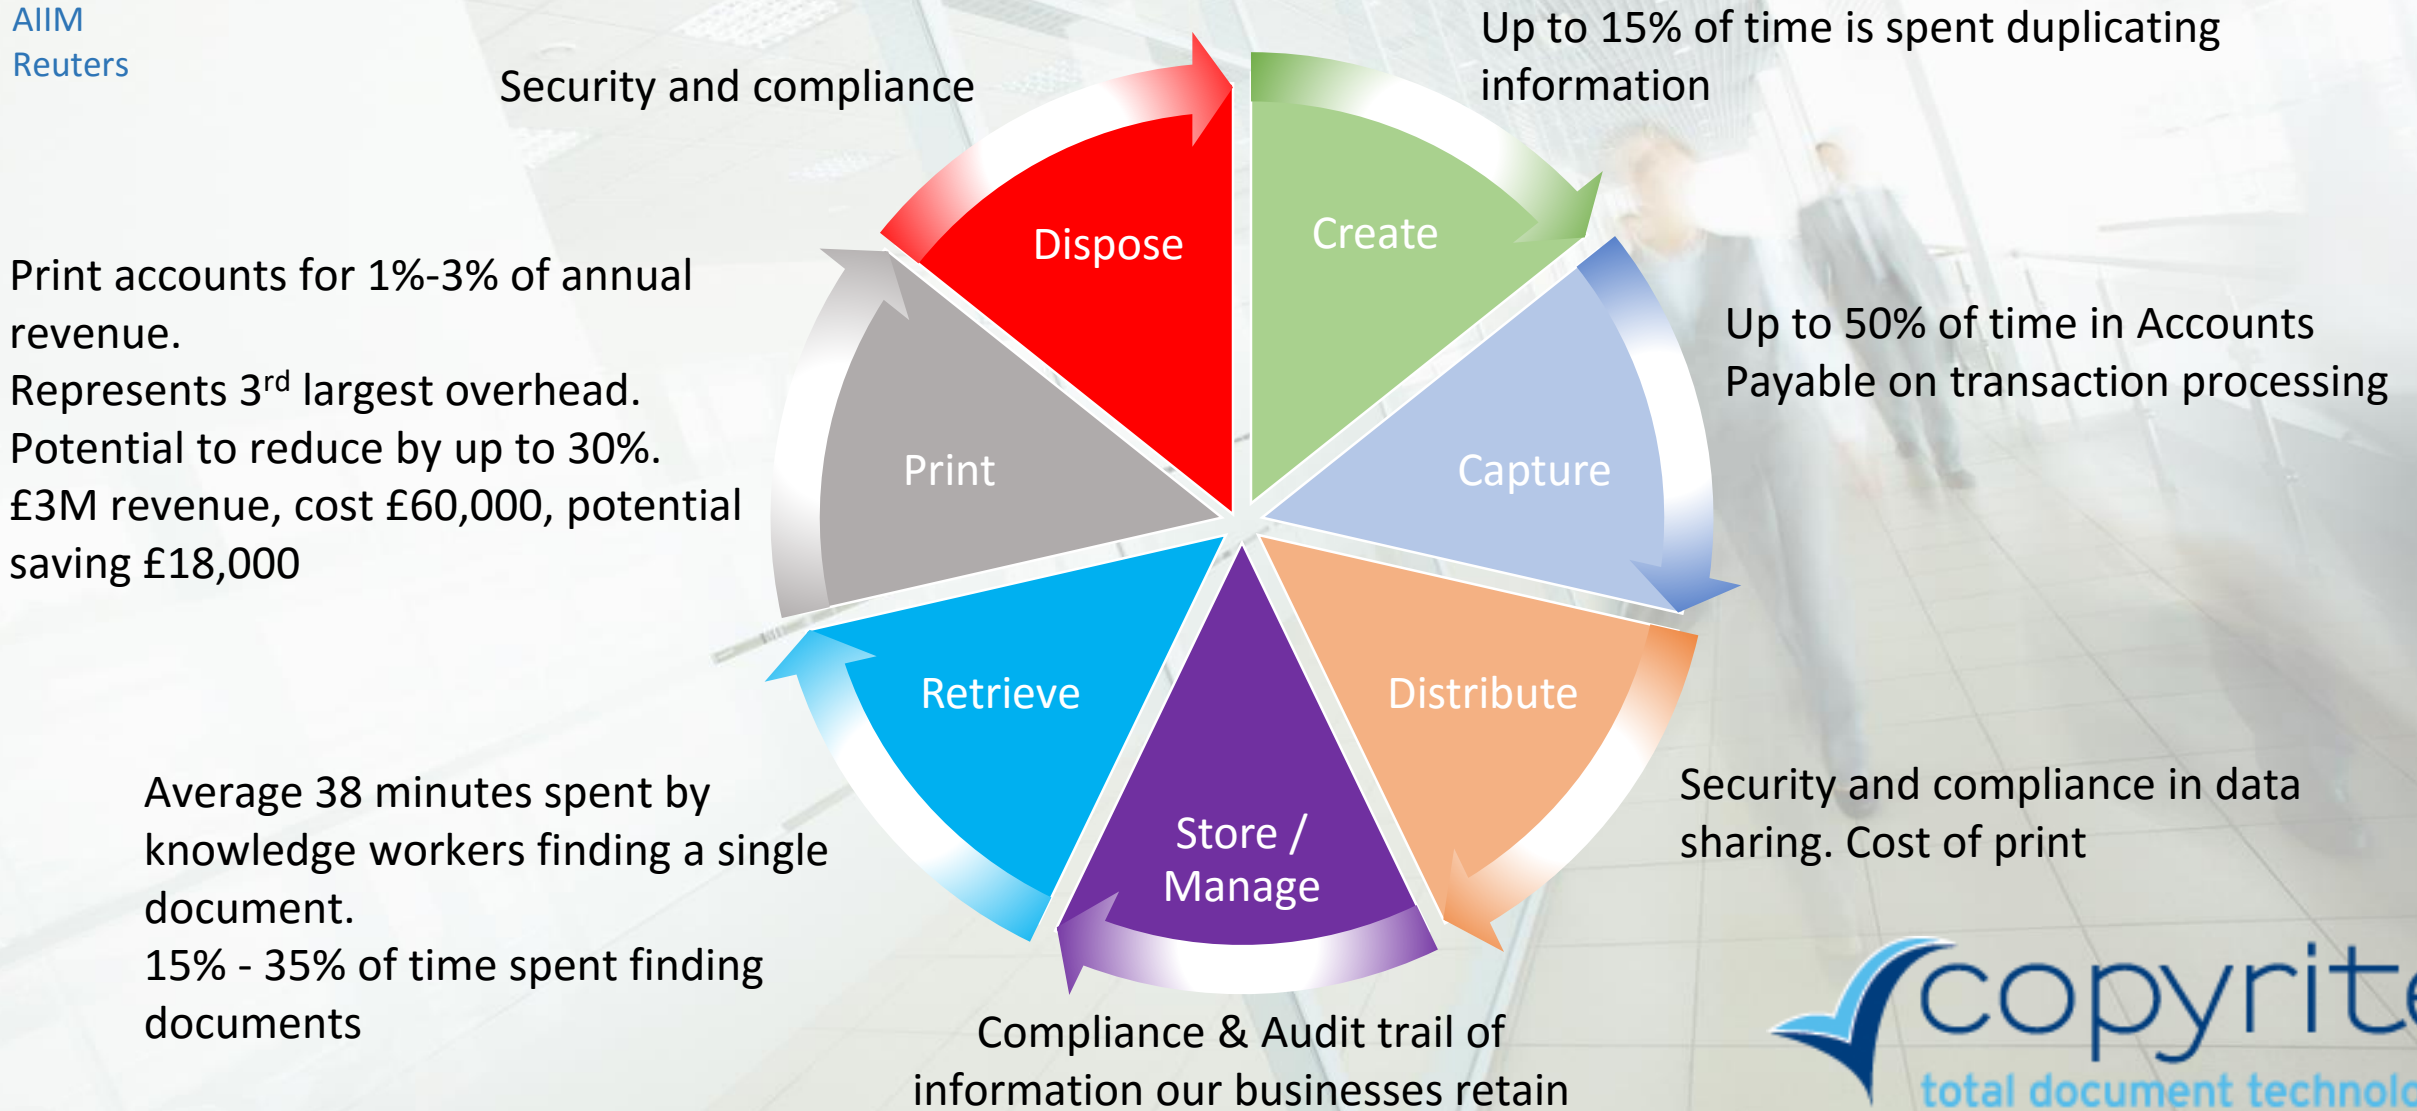 AIIM
Reuters
Security and compliance
Up to 15% of time is spent duplicating
information
Dispose
Create
Print accounts for 1%-3% of annual
revenue.
Represents 3rd largest overhead.
Potential to reduce by up to 30%.
£3M revenue, cost £60,000, potential
saving £18,000
Up to 50% of time in Accounts
Payable on transaction processing
Print
Capture
Retrieve
Distribute
Average 38 minutes spent by
knowledge workers finding a single
document.
15% - 35% of time spent finding
documents
Store /
Manage
Security and compliance in data
sharing. Cost of print
Compliance & Audit trail of
information our businesses retain
copyrite
total document technolo